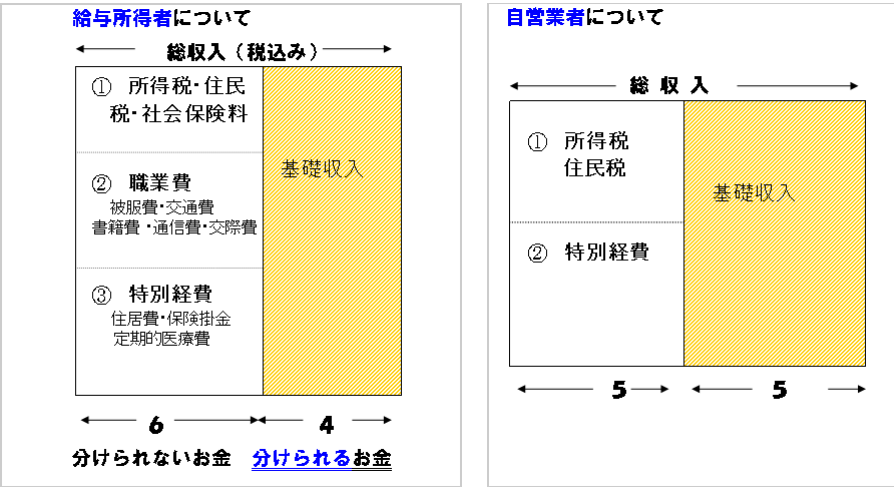 給与所得者について
総収入（税込み）
① 所得税・住民
税・社会保険料
② 職業費
被服費・交通費
書籍費・通信費・交際費
③ 特別経費
住居費・保険掛金
定期的医療費
基礎収入
6
4
分けられないお金 分けられるお金
自営業者について
総収入
① 所得税
住民税
② 特別経費
基礎収入
5
5